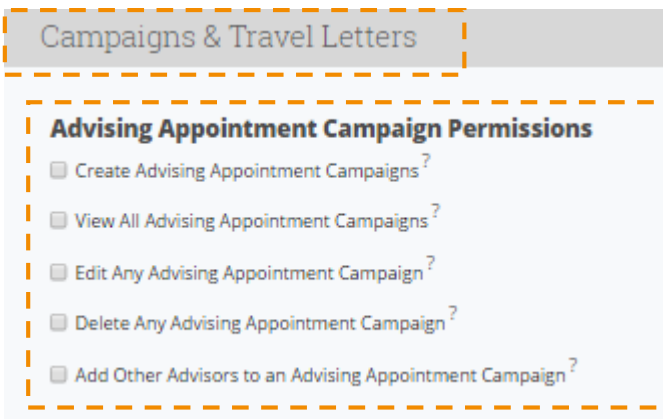 Campaigns & Travel Letters
Advising Appointment Campaign Permissions
Create Advising Appointment Campaigns?
View All Advising Appointment Campaigns?
Edit Any Advising Appointment Campaign?
Delete Any Advising Appointment Campaign?
Add Other Advisors to an Advising Appointment Campaign?